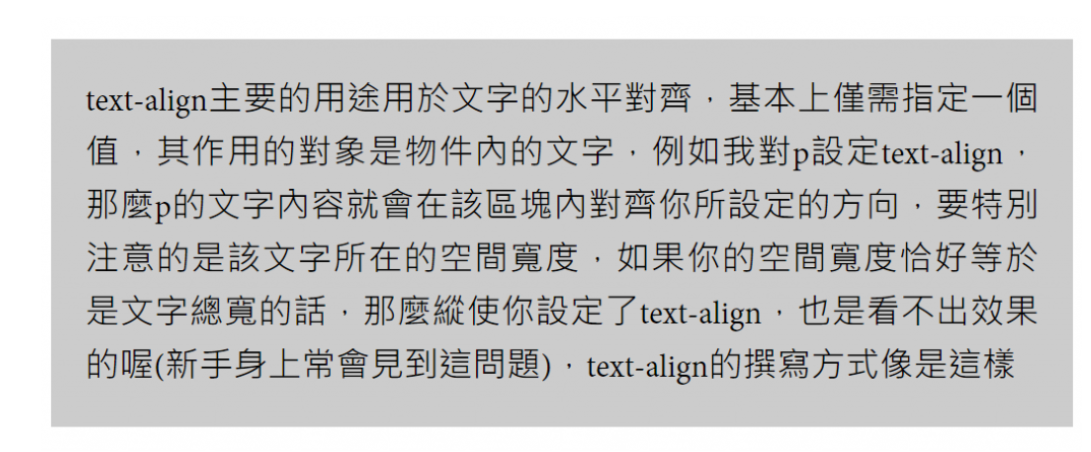 text-align主要的用途用於文字的水平對齊，基本上僅需指定一個
值，其作用的對象是物件內的文字，例如我對p設定text-align，
那麼p的文字內容就會在該區塊內對齊你所設定的方向，要特別
注意的是該文字所在的空間寬度，如果你的空間寬度恰好等於
是文字總寬的話，那麼縱使你設定了text-align，也是看不出效果
的喔(新手身上常會見到這問題)，text-align的撰寫方式像是這樣